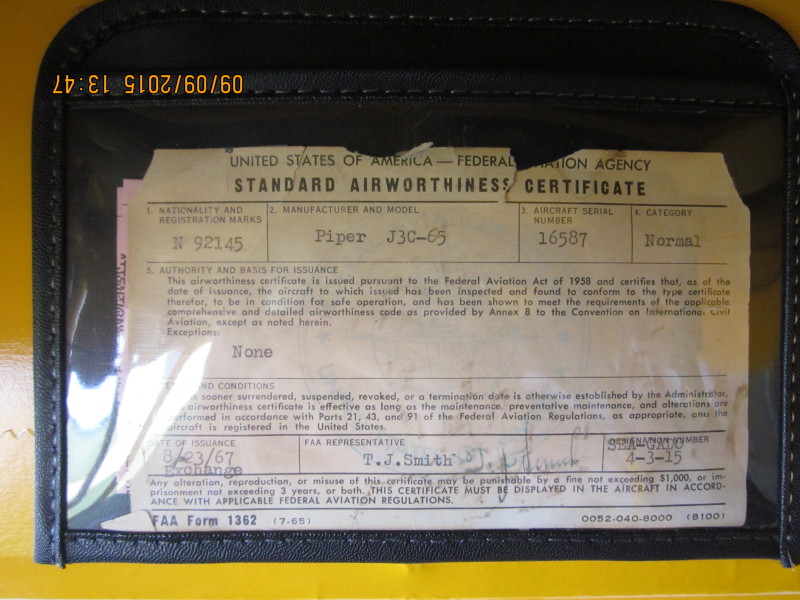 09/09/2015 13:47
UNITED STATES OF AMERICA — FEDERAL AVIATION AGENCY
STANDARD AIRWORTHINESS CERTIFICATE
1. NATIONALITY AND REGISTRATION MARKS
N 92145
2. MANUFACTURER AND MODEL
Piper J3C-65
3. AIRCRAFT SERIAL NUMBER
16587
4. CATEGORY
Normal
5. AUTHORITY AND BASIS FOR ISSUANCE
This airworthiness certificate is issued pursuant to the Federal Aviation Act of 1958 and certifies that, as of the
date of issuance, the aircraft to which issued has been inspected and found to conform to the type certificate
therefor, to be in condition for safe operation, and has been shown to meet the requirements of the applicable
comprehensive and detailed airworthiness code as provided by Annex 8 to the Convention on International Civil
Aviation, except as noted herein.
Exceptions:
None
AND CONDITIONS
sooner surrendered, suspended, revoked, or a termination date is otherwise established by the Administrator,
airworthiness certificate is effective as long as the maintenance, preventative maintenance, and alterations are
performed in accordance with Parts 21, 43, and 91 of the Federal Aviation Regulations, as appropriate, and the
aircraft is registered in the United States.
DATE OF ISSUANCE
8/23/67
Exchange
FAA REPRESENTATIVE
T.J.Smith
DESIGNATION NUMBER
SEA-GADO
4-3-15
Any alteration, reproduction, or misuse of this certificate may be punishable by a fine not exceeding $1,000, or im-
prisonment not exceeding 3 years, or both. THIS CERTIFICATE MUST BE DISPLAYED IN THE AIRCRAFT IN ACCORD-
ANCE WITH APPLICABLE FEDERAL AVIATION REGULATIONS.
FAA Form 1362 (7-65)
0052-040-8000 (8100)